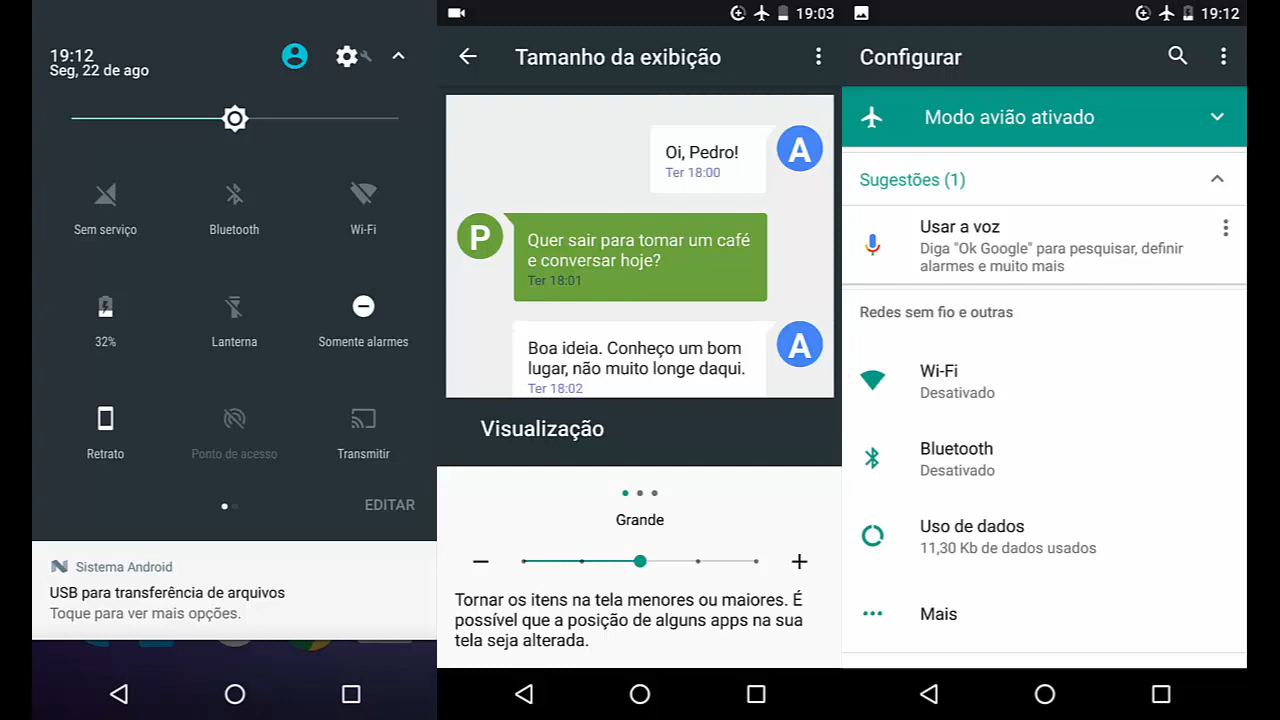 19:12
Seg, 22 de ago
Sem serviço
Bluetooth
Wi-Fi
32%
Lanterna
Somente alarmes
Retrato
Ponto de acesso
Transmitir
EDITAR
Sistema Android
USB para transferência de arquivos
Toque para ver mais opções.
19:03
Tamanho da exibição
Oi, Pedro!
Ter 18:00
A
P
Quer sair para tomar um café
e conversar hoje?
Ter 18:01
Boa ideia. Conheço um bom
lugar, não muito longe daqui.
Ter 18:02
A
Visualização
Grande
Tornar os itens na tela menores ou maiores. É
possível que a posição de alguns apps na sua
tela seja alterada.
19:12
Configurar
Modo avião ativado
Sugestões (1)
Usar a voz
Diga "Ok Google" para pesquisar, definir
alarmes e muito mais
Redes sem fio e outras
Wi-Fi
Desativado
Bluetooth
Desativado
Uso de dados
11,30 Kb de dados usados
Mais